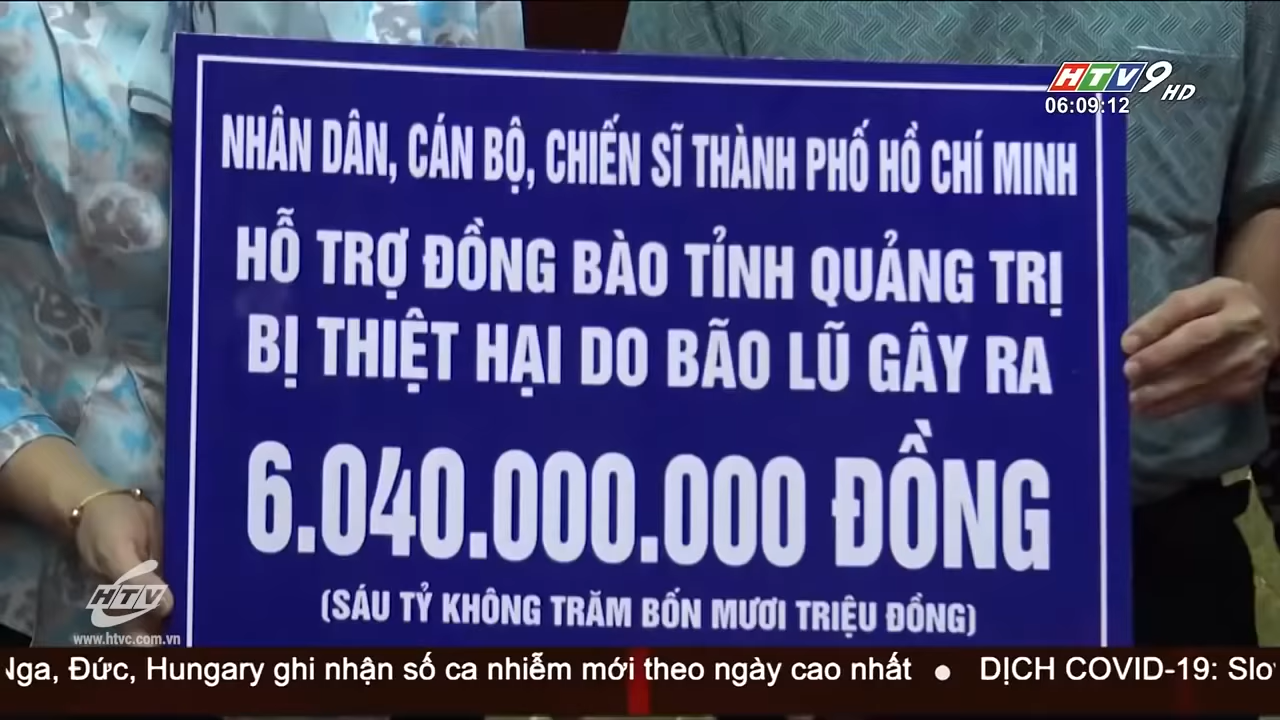 HTV9 HD
06:09:12
NHÂN DÂN, CÁN BỘ, CHIẾN SĨ THÀNH PHỐ HỒ CHÍ MINH
HỖ TRỢ ĐỒNG BÀO TỈNH QUẢNG TRỊ
BỊ THIỆT HẠI DO BÃO LŨ GÂY RA
6.040.000.000 ĐỒNG
(SÁU TỶ KHÔNG TRĂM BỐN MƯƠI TRIỆU ĐỒNG)
HTV
www.htvc.com.vn
Nga, Đức, Hungary ghi nhận số ca nhiễm mới theo ngày cao nhất ● DỊCH COVID-19: